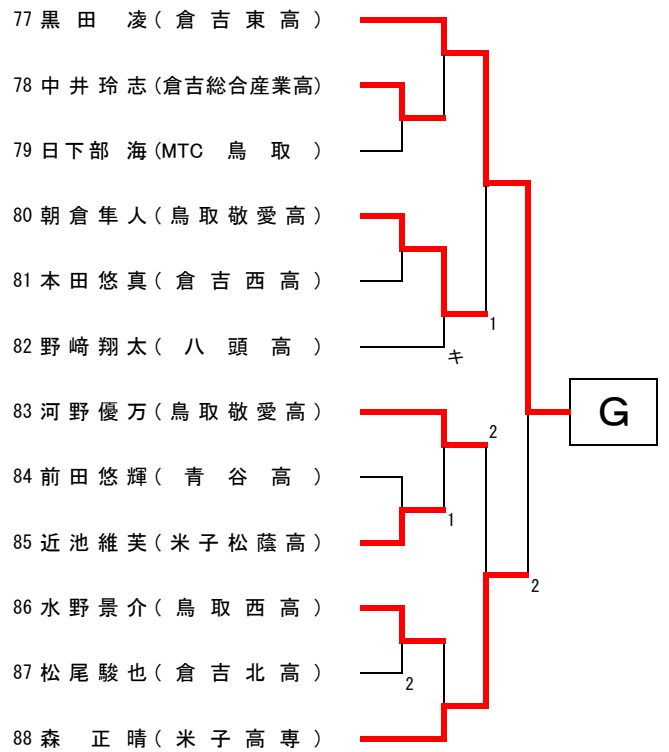 77 黒田 凌(倉吉東高)
78 中井玲志(倉吉総合産業高)
79 日下部 海(MTC 鳥取)
80 朝倉隼人(鳥取敬愛高)
81 本田悠真(倉吉西高)
1
82 野﨑翔太(八頭高)
キ
83 河野優万(鳥取敬愛高)
G
2
84 前田悠輝(青谷高)
1
85 近池維芙(米子松蔭高)
2
86 水野景介(鳥取西高)
87 松尾駿也(倉吉北高)
2
88 森 正晴(米子高専)